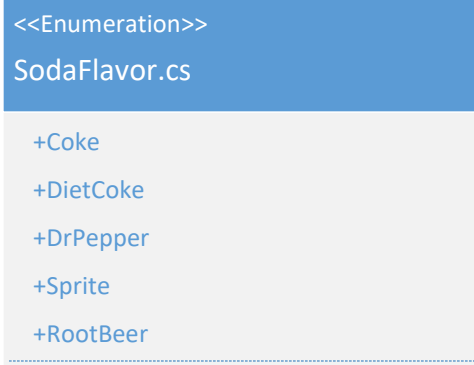 <<Enumeration>>
SodaFlavor.cs
+Coke
+DietCoke
+DrPepper
+Sprite
+RootBeer